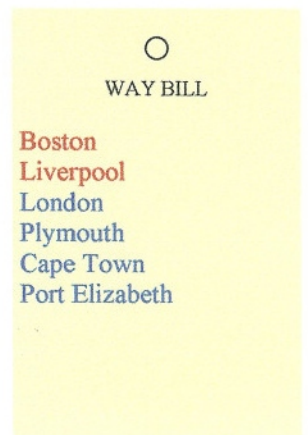 WAY BILL
Boston
Liverpool
London
Plymouth
Cape Town
Port Elizabeth